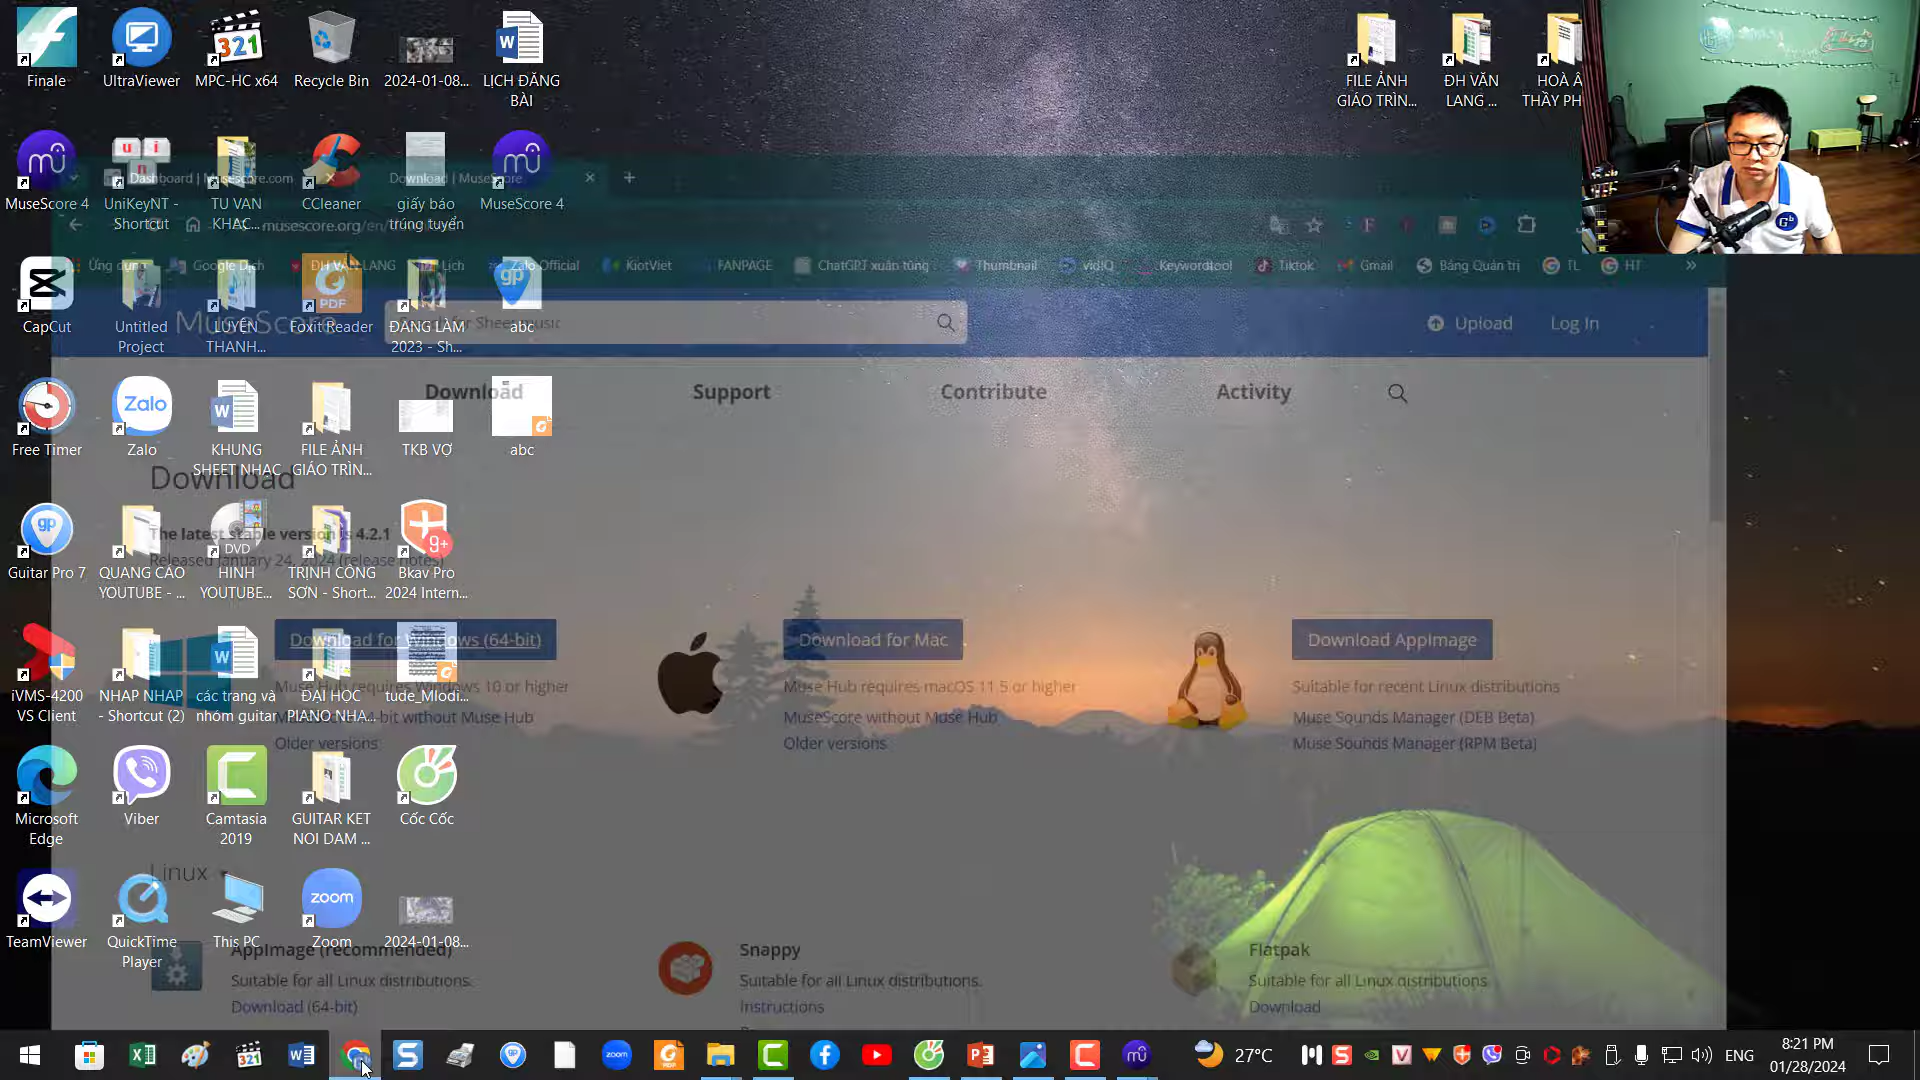 Finale
UltraViewer
MPC-HC x64
Recycle Bin
2024-01-08...
LỊCH ĐĂNG
BÀI
FILE ẢNH
GIÁO TRÌN...
ĐH VĂN
LANG ...
HOÀ Â
THẦY PH
MuseScore 4
UniKeyNT -
Shortcut
TU VAN
KHAC...
CCleaner
giấy báo
trúng tuyển
MuseScore 4
Dashboard | Musescore.com
Download | MuseScore
musescore.org/en/
Google Dịch
ĐH VĂN LANG
Lịch
Zalo Official
KiotViet
FANPAGE
ChatGPT xuân tùng
Thumbnail
vidIQ
Keywordtool
Tiktok
Gmail
Bảng Quản trị
TL
HT
»
CapCut
Untitled
Project
LUYỆN
THANH...
Foxit Reader
ĐANG LÀM
2023 - Sh...
abc
MuseScore
Upload
Log In
Download
Support
Contribute
Activity
Free Timer
Zalo
KHUNG
SHEET NHẠC
FILE ẢNH
GIÁO TRÌN...
TKB VỢ
abc
Download
The latest stable version is 4.2.1
Released January 24, 2024 (release notes)
Guitar Pro 7
QUANG CÁO
YOUTUBE - ...
HINH
YOUTUBE...
TRỊNH CÔNG
SƠN - Short...
Bkav Pro
2024 Intern...
Download for Windows (64-bit)
Muse Hub requires Windows 10 or higher
Download for Mac
Muse Hub requires macOS 11.5 or higher
MuseScore without Muse Hub
Older versions
Download AppImage
Suitable for recent Linux distributions
Muse Sounds Manager (DEB Beta)
Muse Sounds Manager (RPM Beta)
iVMS-4200
VS Client
NHAP NHAP
- Shortcut (2)
các trang và
nhóm guitar
ĐẠI HỌC
PIANO NHA...
tude_Mlodi...
-bit without Muse Hub
Older versions
Microsoft
Edge
Viber
Camtasia
2019
GUITAR KET
NOI DAM ...
Cốc Cốc
Linux
TeamViewer
QuickTime
Player
This PC
Zoom
2024-01-08...
AppImage (recommended)
Suitable for all Linux distributions.
Download (64-bit)
Snappy
Suitable for all Linux distributions.
Instructions
Flatpak
Suitable for all Linux distributions
Download
27°C
ENG
8:21 PM
01/28/2024